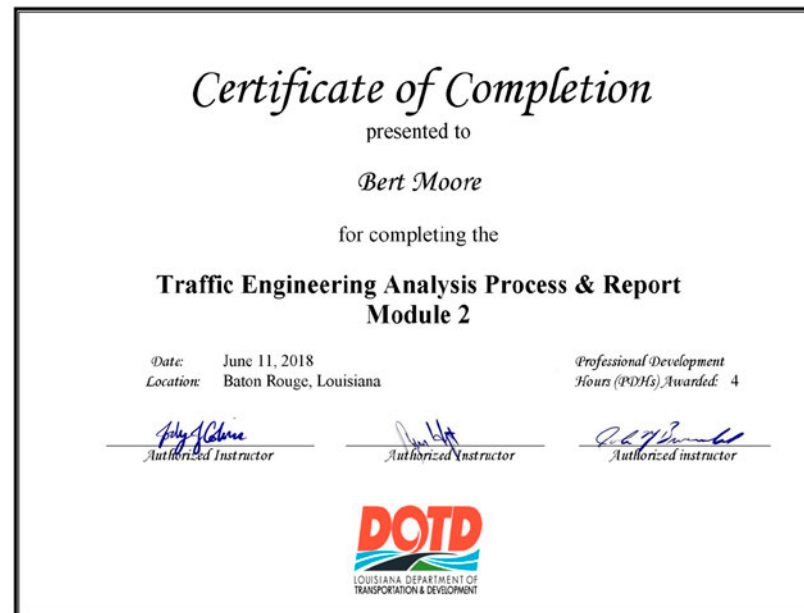 Certificate of Completion
presented to
Bert Moore
for completing the
Traffic Engineering Analysis Process & Report
Module 2
Date: June 11, 2018
Location: Baton Rouge, Louisiana
Professional Development
Hours (PDHs) Awarded: 4
Authorized Instructor
Authorized Instructor
Authorized instructor
DOTD
LOUISIANA DEPARTMENT OF
TRANSPORTATION & DEVELOPMENT